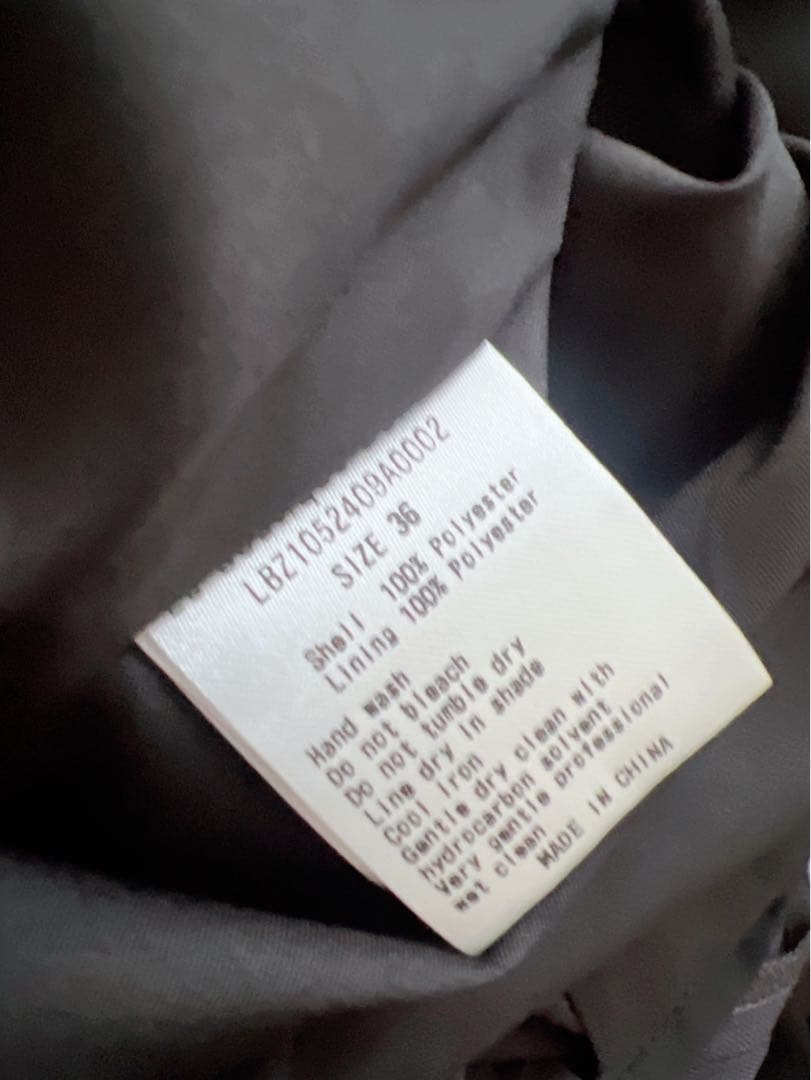 LBZ1052409A0002
SIZE 36
Shell 100% Polyester
Lining 100% Polyester
Hand wash
Do not bleach
Do not tumble dry
Line dry in shade
Cool iron
Gentle dry clean with
hydrocarbon solvent
Very gentle professional
wet clean
MADE IN CHINA